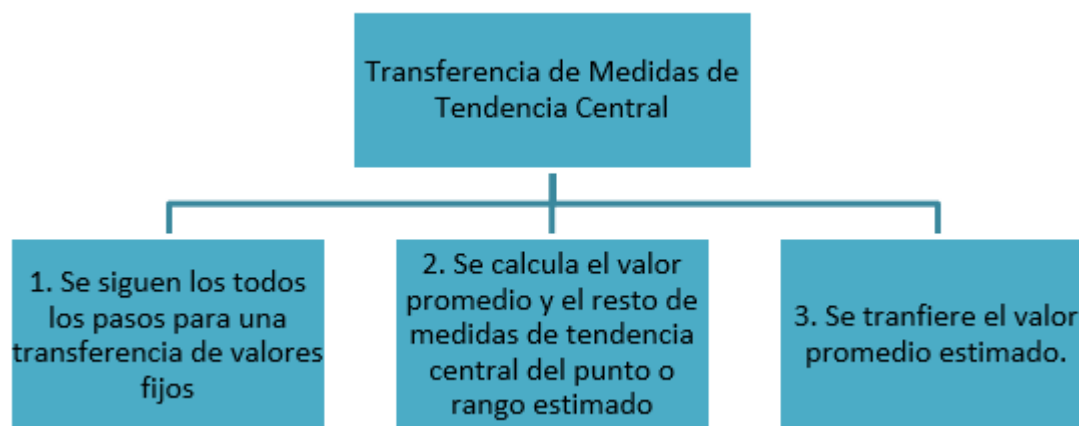 Transferencia de Medidas de
Tendencia Central
1. Se siguen los todos
los pasos para una
transferencia de valores
fijos
2. Se calcula el valor
promedio y el resto de
medidas de tendencia
central del punto o
rango estimado
3. Se tranfiere el valor
promedio estimado.